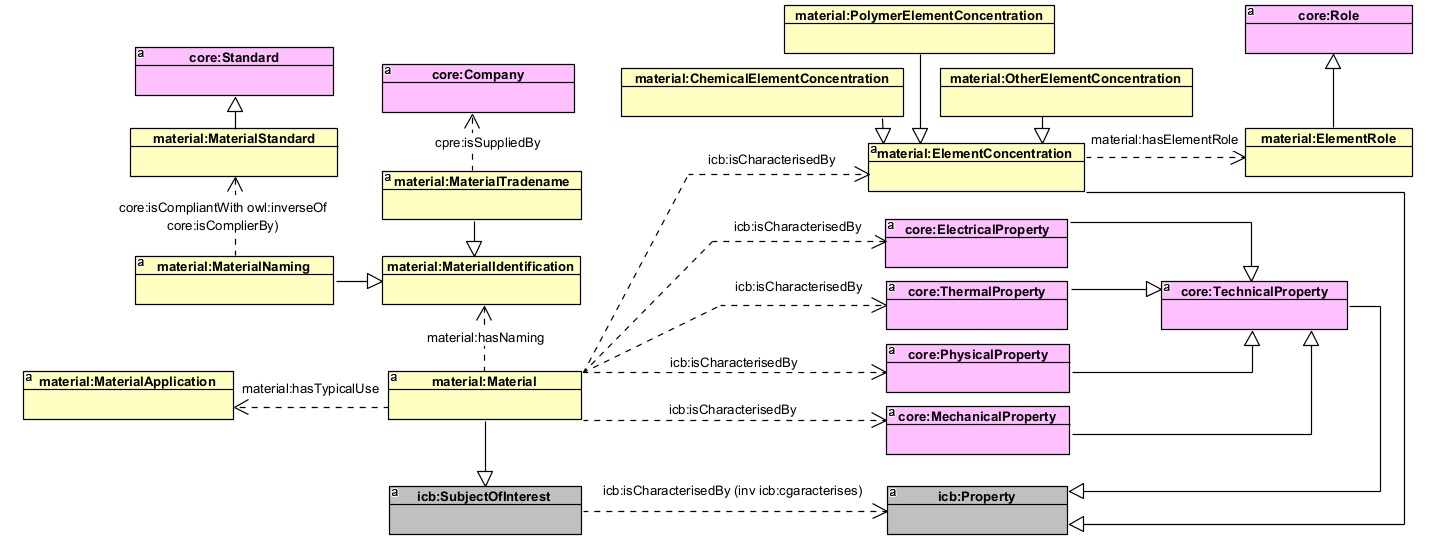 material:PolymerElementConcentration
a core:Role
a core:Standard
a core:Company
material:ChemicalElementConcentration
material:OtherElementConcentration
material:MaterialStandard
cpre:isSuppliedBy
material:hasElementRole
material:ElementRole
icb:isCharacterisedBy
a material:ElementConcentration
a material:MaterialTradename
core:isCompliantWith owl:inverseOf
core:isComplierBy)
icb:isCharacterisedBy
a core:ElectricalProperty
a material:MaterialNaming
material:MaterialIdentification
icb:isCharacterisedBy
a core:ThermalProperty
a core:TechnicalProperty
material:hasNaming
icb:isCharacterisedBy
a core:PhysicalProperty
a material:MaterialApplication
material:hasTypicalUse
a material:Material
icb:isCharacterisedBy
a core:MechanicalProperty
a icb:SubjectOfInterest
icb:isCharacterisedBy (inv icb:cgaracterises)
a icb:Property